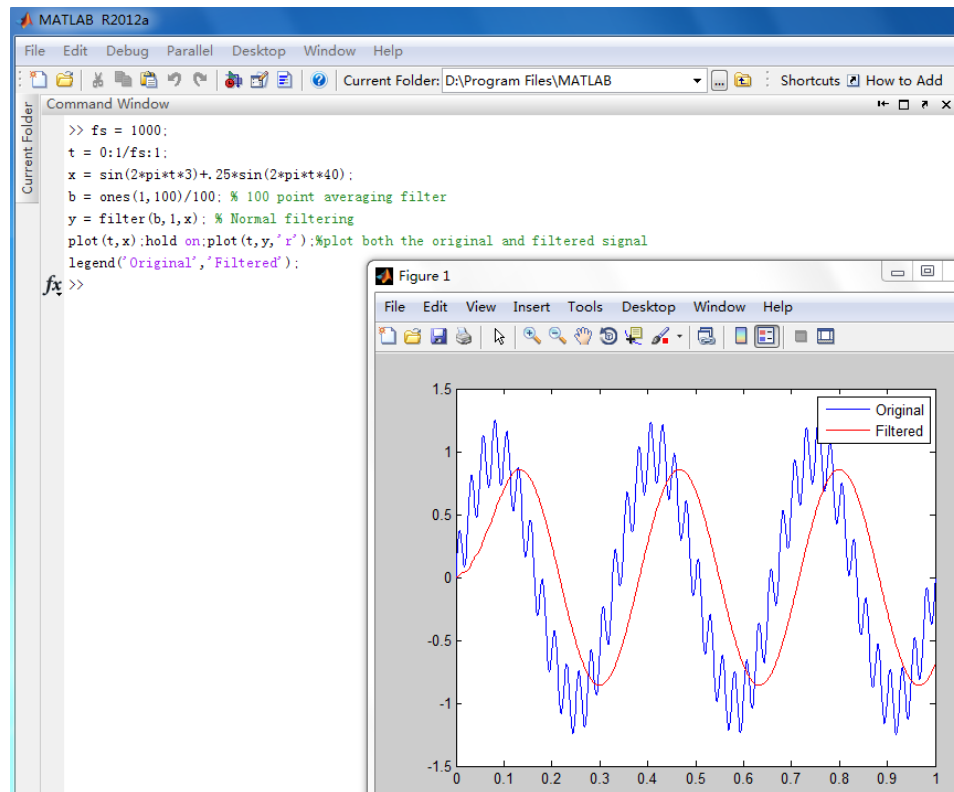 MATLAB R2012a
File Edit Debug Parallel Desktop Window Help
Current Folder: D:\Program Files\MATLAB ... Shortcuts How to Add
Current Folder
Command Window
>> fs = 1000;
t = 0:1/fs:1;
x = sin(2*pi*t*3)+.25*sin(2*pi*t*40);
b = ones(1,100)/100; % 100 point averaging filter
y = filter(b,1,x); % Normal filtering
plot(t,x);hold on;plot(t,y,'r');%plot both the original and filtered signal
legend('Original','Filtered');
fx >>
Figure 1
File Edit View Insert Tools Desktop Window Help
Original
Filtered
1.5
1
0.5
0
-0.5
-1
-1.5
0 0.1 0.2 0.3 0.4 0.5 0.6 0.7 0.8 0.9 1